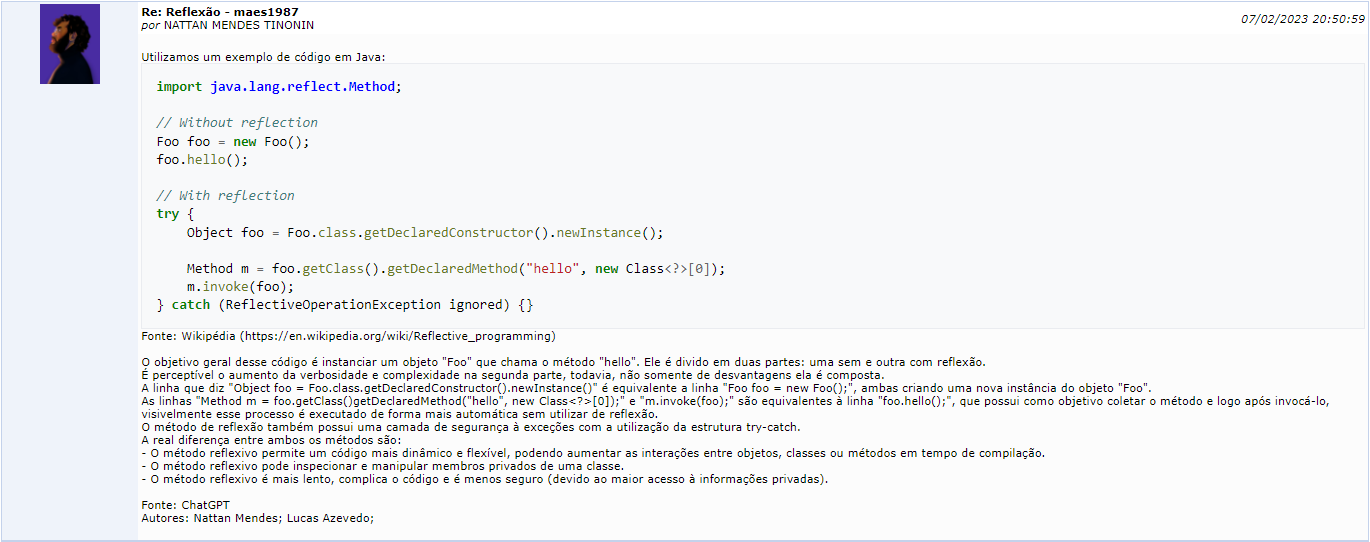 Re: Reflexão - maes1987
por NATTAN MENDES TINONIN
07/02/2023 20:50:59
Utilizamos um exemplo de código em Java:
import java.lang.reflect.Method;
// Without reflection
Foo foo = new Foo();
foo.hello();
// With reflection
try {
Object foo = Foo.class.getDeclaredConstructor().newInstance();
Method m = foo.getClass().getDeclaredMethod("hello", new Class<?>[0]);
m.invoke(foo);
} catch (ReflectiveOperationException ignored) {}
Fonte: Wikipédia (https://en.wikipedia.org/wiki/Reflective_programming)
O objetivo geral desse código é instanciar um objeto "Foo" que chama o método "hello". Ele é divido em duas partes: uma sem e outra com reflexão.
É perceptível o aumento da verbosidade e complexidade na segunda parte, todavia, não somente de desvantagens ela é composta.
A linha que diz "Object foo = Foo.class.getDeclaredConstructor().newInstance()" é equivalente a linha "Foo foo = new Foo();", ambas criando uma nova instância do objeto "Foo".
As linhas "Method m = foo.getClass()getDeclaredMethod("hello", new Class<?>[0]);" e "m.invoke(foo);" são equivalentes à linha "foo.hello();", que possui como objetivo coletar o método e logo após invocá-lo,
visivelmente esse processo é executado de forma mais automática sem utilizar de reflexão.
O método de reflexão também possui uma camada de segurança à exceções com a utilização da estrutura try-catch.
A real diferença entre ambos os métodos são:
- O método reflexivo permite um código mais dinâmico e flexível, podendo aumentar as interações entre objetos, classes ou métodos em tempo de compilação.
- O método reflexivo pode inspecionar e manipular membros privados de uma classe.
- O método reflexivo é mais lento, complica o código e é menos seguro (devido ao maior acesso à informações privadas).
Fonte: ChatGPT
Autores: Nattan Mendes; Lucas Azevedo;